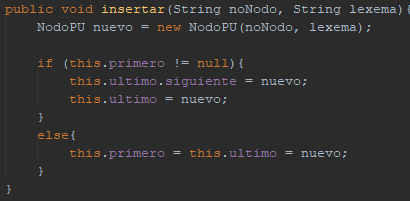 public void insertar(String noNodo, String lexema){
NodoPU nuevo = new NodoPU(noNodo, lexema);
if (this.primero != null){
this.ultimo.siguiente = nuevo;
this.ultimo = nuevo;
}
else{
this.primero = this.ultimo = nuevo;
}
}